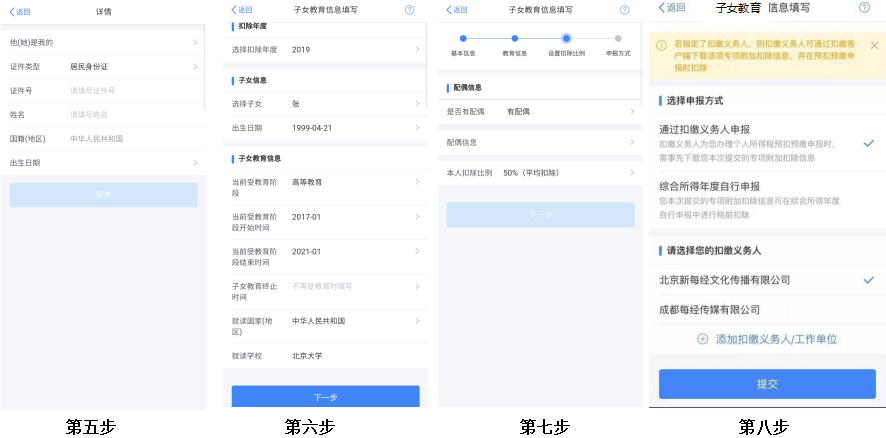 返回
详情
他(她)是我的
证件类型 居民身份证
证件号 请填写证件号
姓名 请填写姓名
国籍(地区) 中华人民共和国
出生日期
保存
第五步
返回
子女教育信息填写
扣除年度
选择扣除年度 2019
子女信息
选择子女 张
出生日期 1999-04-21
子女教育信息
当前受教育阶段 高等教育
当前受教育阶段开始时间 2017-01
当前受教育阶段结束时间 2021-01
子女教育终止时间 不再受教育时填写
就读国家(地区) 中华人民共和国
就读学校 北京大学
下一步
第六步
返回
子女教育信息填写
基本信息 教育信息 设置扣除比例 申报方式
配偶信息
是否有配偶 有配偶
配偶信息
本人扣除比例 50%（平均扣除）
下一步
第七步
返回
子女教育 信息填写
若指定了扣缴义务人，则扣缴义务人可通过扣缴客
户端下载该项专项附加扣除信息，并在预扣预缴申
报时扣除
选择申报方式
通过扣缴义务人申报
扣缴义务人为您办理个人所得税预扣预缴申报时，
需事先下载您本次提交的专项附加扣除信息
综合所得年度自行申报
您本次提交的专项附加扣除信息可在综合所得年度
自行申报中进行税前扣除
请选择您的扣缴义务人
北京新每经文化传播有限公司
成都每经传媒有限公司
添加扣缴义务人/工作单位
提交
第八步